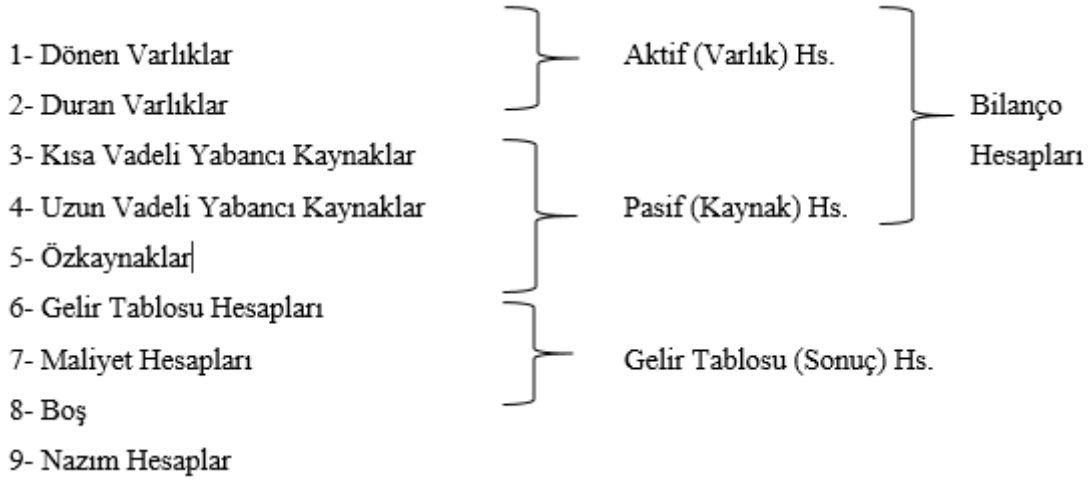 1- Dönen Varlıklar Aktif (Varlık) Hs.
2- Duran Varlıklar Bilanço
3- Kısa Vadeli Yabancı Kaynaklar Hesapları
4- Uzun Vadeli Yabancı Kaynaklar Pasif (Kaynak) Hs.
5- Özkaynaklar
6- Gelir Tablosu Hesapları
7- Maliyet Hesapları Gelir Tablosu (Sonuç) Hs.
8- Boş
9- Nazım Hesaplar